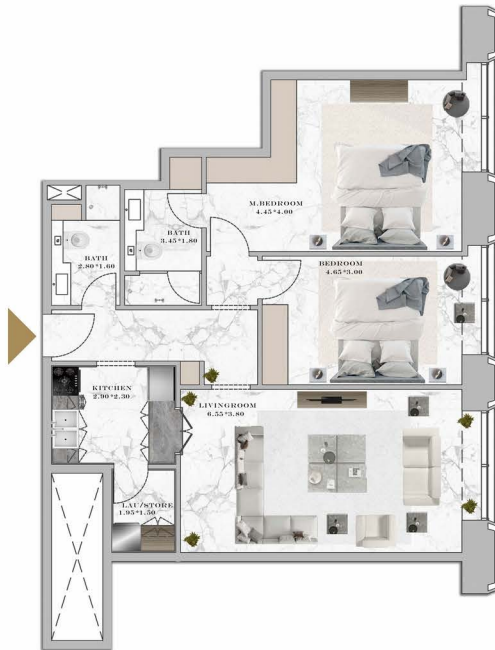 M.BEDROOM
4.45*4.00
BATH
3.45*1.80
BATH
2.80*1.60
BEDROOM
4.65*3.00
KITCHEN
2.90*2.30
LIVINGROOM
6.55*3.80
LAU/STORE
1.95*1.50